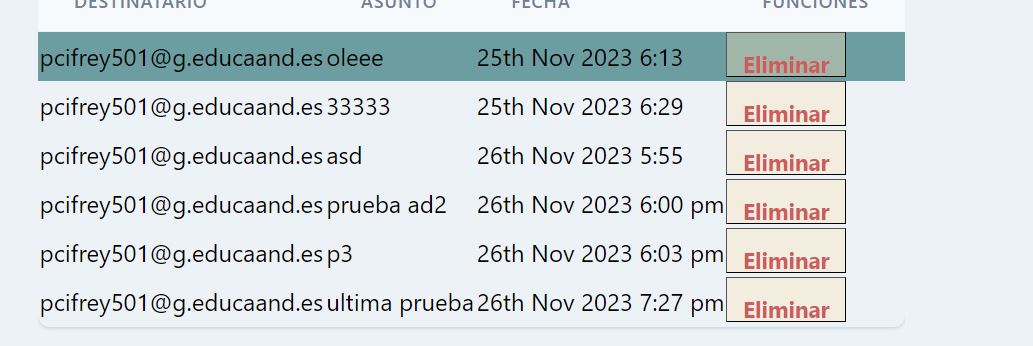 DESTINATARIO ASUNTO FECHA FUNCIONES
pcifrey501@g.educaand.es oleee 25th Nov 2023 6:13 Eliminar
pcifrey501@g.educaand.es 33333 25th Nov 2023 6:29 Eliminar
pcifrey501@g.educaand.es asd 26th Nov 2023 5:55 Eliminar
pcifrey501@g.educaand.es prueba ad2 26th Nov 2023 6:00 pm Eliminar
pcifrey501@g.educaand.es p3 26th Nov 2023 6:03 pm Eliminar
pcifrey501@g.educaand.es ultima prueba 26th Nov 2023 7:27 pm Eliminar